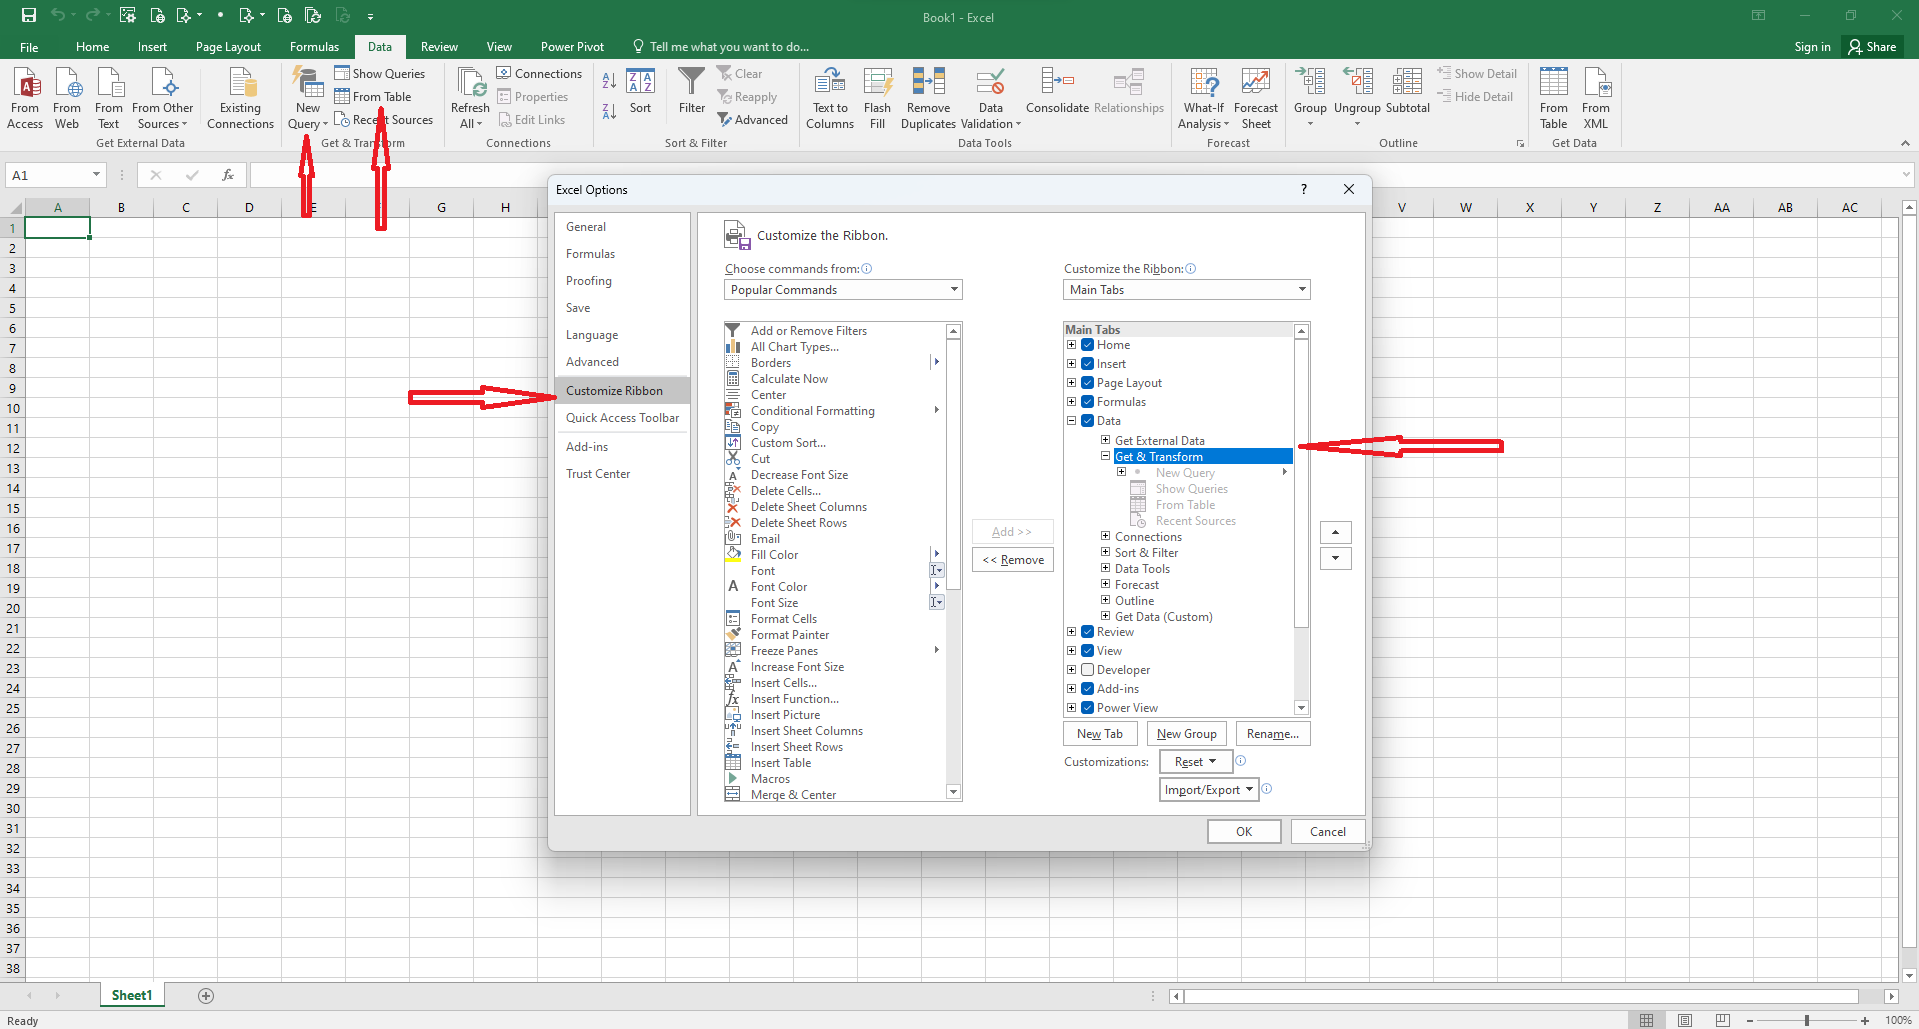 Book1 - Excel
File Home Insert Page Layout Formulas Data Review View Power Pivot Tell me what you want to do... Sign in Share
From Access
From Web
From Text
From Other Sources
Existing Connections
Get External Data
New Query
Show Queries
From Table
Recent Sources
Get & Transform
Refresh All
Connections
Properties
Edit Links
Connections
Sort
Filter
Clear
Reapply
Advanced
Sort & Filter
Text to Columns
Flash Fill
Remove Duplicates
Data Validation
Consolidate
Relationships
Data Tools
What-If Analysis
Forecast Sheet
Forecast
Group
Ungroup
Subtotal
Show Detail
Hide Detail
Outline
From Table
From XML
Get Data
A1
fx
A B C D E G H V W X Y Z AA AB AC
1
2
3
4
5
6
7
8
9
10
11
12
13
14
15
16
17
18
19
20
21
22
23
24
25
26
27
28
29
30
31
32
33
34
35
36
37
38
Excel Options ?
General
Formulas
Proofing
Save
Language
Advanced
Customize Ribbon
Quick Access Toolbar
Add-ins
Trust Center
Customize the Ribbon.
Choose commands from:
Popular Commands
Add or Remove Filters
All Chart Types...
Borders
Calculate Now
Center
Conditional Formatting
Copy
Custom Sort...
Cut
Decrease Font Size
Delete Cells...
Delete Sheet Columns
Delete Sheet Rows
Email
Fill Color
Font
Font Color
Font Size
Format Cells
Format Painter
Freeze Panes
Increase Font Size
Insert Cells...
Insert Function...
Insert Picture
Insert Sheet Columns
Insert Sheet Rows
Insert Table
Macros
Merge & Center
Add >>
<< Remove
Customize the Ribbon:
Main Tabs
Main Tabs
Home
Insert
Page Layout
Formulas
Data
Get External Data
Get & Transform
New Query
Show Queries
From Table
Recent Sources
Connections
Sort & Filter
Data Tools
Forecast
Outline
Get Data (Custom)
Review
View
Developer
Add-ins
Power View
New Tab New Group Rename...
Customizations: Reset
Import/Export
OK Cancel
Sheet1
Ready 100%